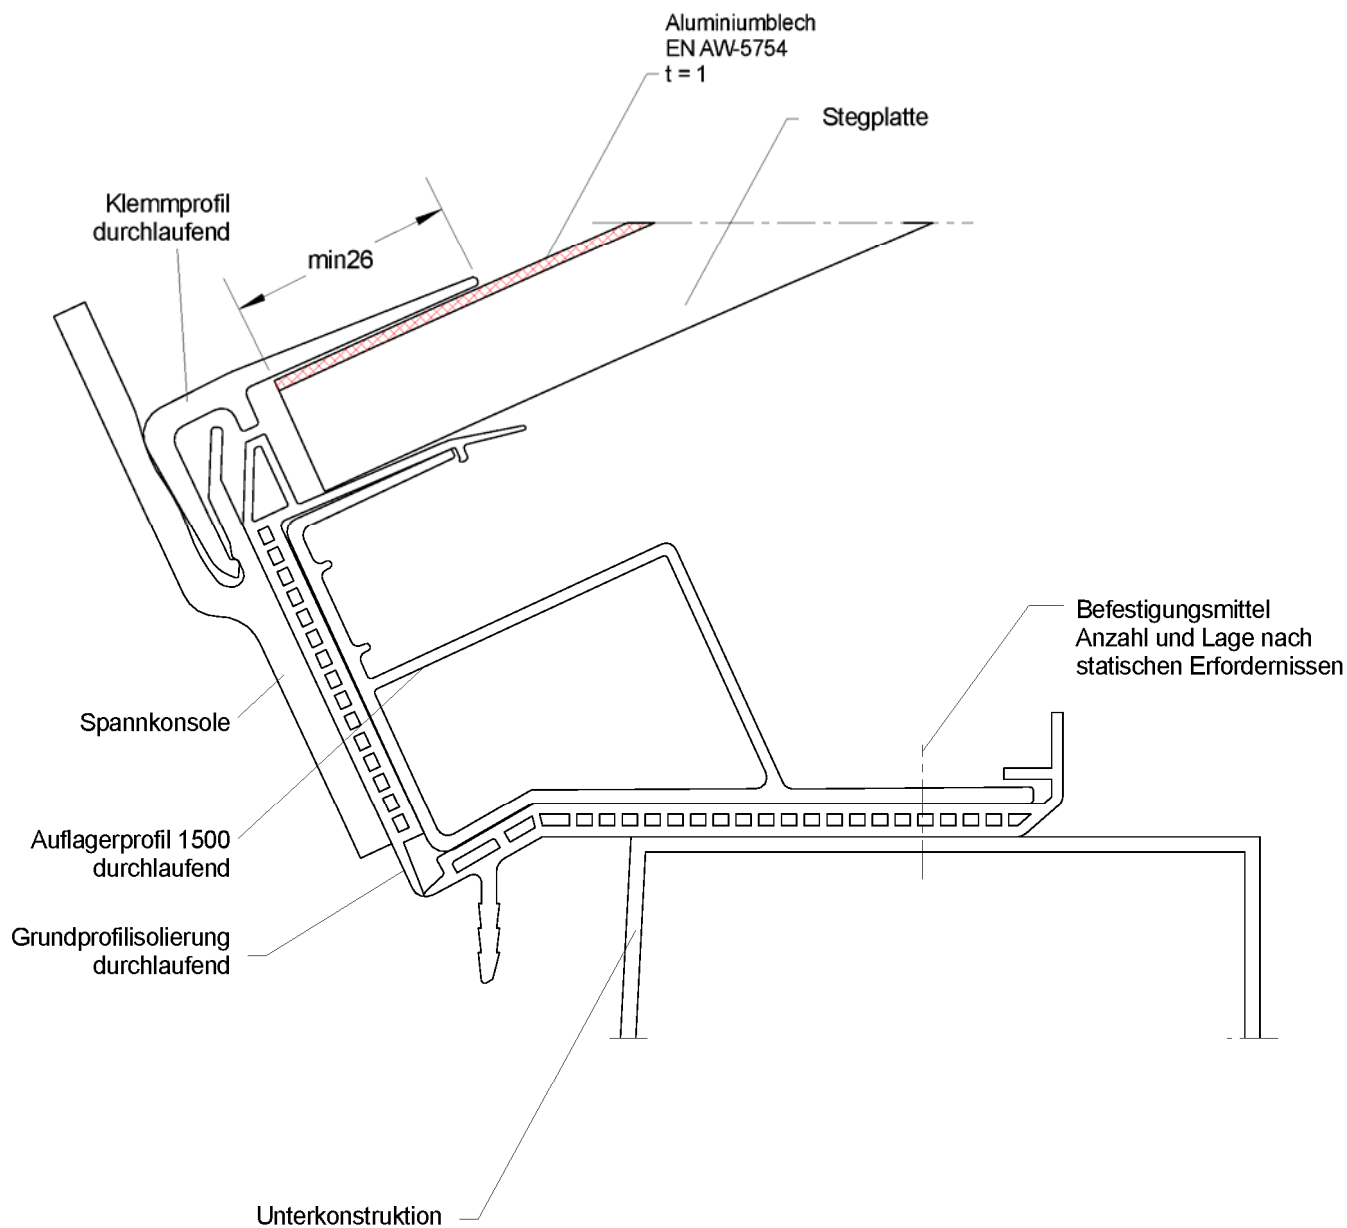 Aluminiumblech
EN AW-5754
t = 1
Stegplatte
Klemmprofil
durchlaufend
min26
Befestigungsmittel
Anzahl und Lage nach
statischen Erfordernissen
Spannkonsole
Auflagerprofil 1500
durchlaufend
Grundprofilisolierung
durchlaufend
Unterkonstruktion